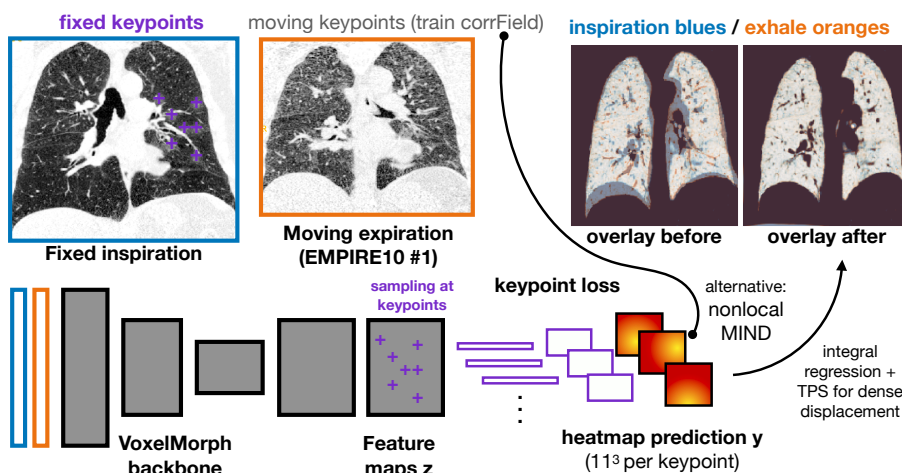 fixed keypoints
moving keypoints (train corrField)
inspiration blues / exhale oranges
Fixed inspiration
Moving expiration
(EMPIRE10 #1)
overlay before
overlay after
sampling at
keypoints
keypoint loss
alternative:
nonlocal
MIND
integral
regression +
TPS for dense
displacement
VoxelMorph
backbone
Feature
maps z
heatmap prediction y
(11³ per keypoint)